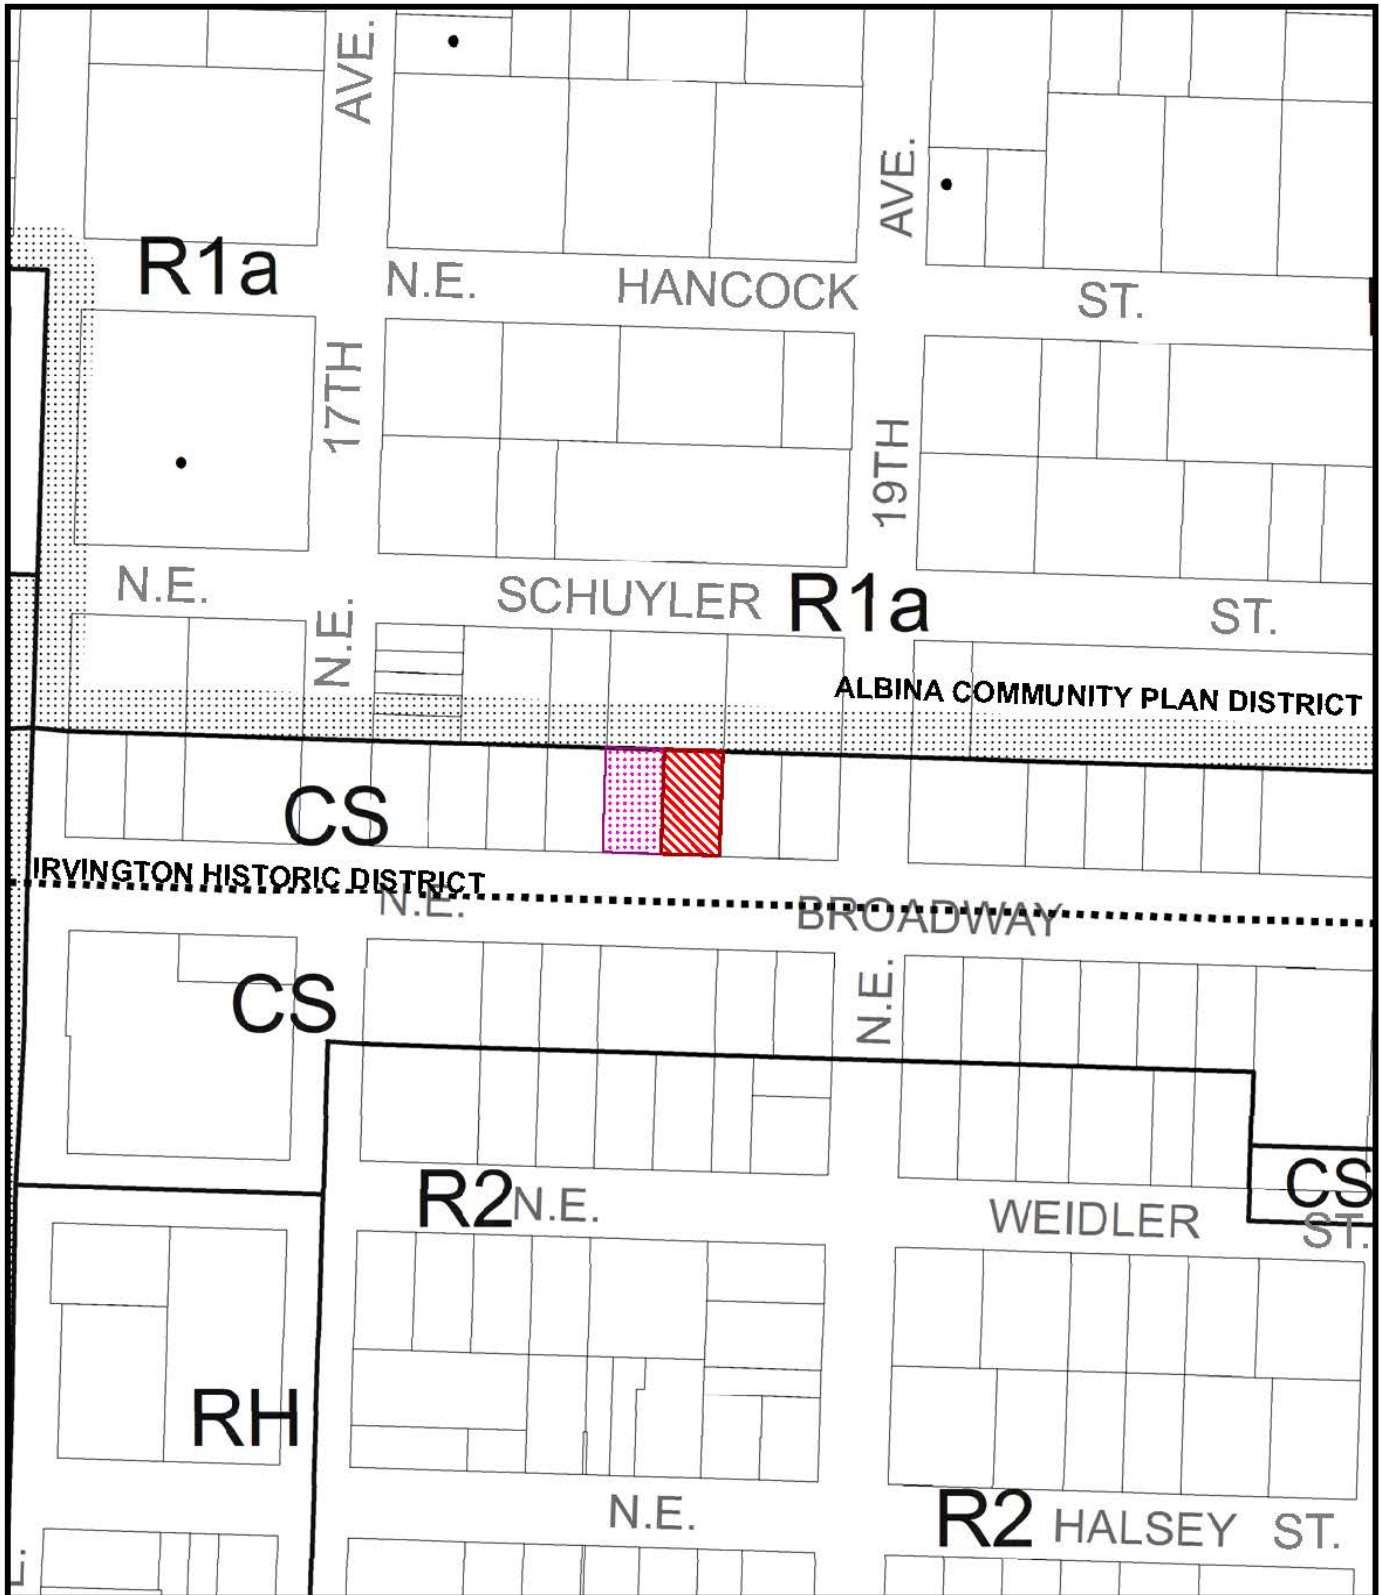 AVE.
AVE.
R1a
N.E.
HANCOCK
ST.
17TH
19TH
N.E.
SCHUYLER
R1a
ST.
N.E.
ALBINA COMMUNITY PLAN DISTRICT
CS
IRVINGTON HISTORIC DISTRICT
N.E.
BROADWAY
CS
N.E.
R2
N.E.
WEIDLER
CS
ST.
RH
N.E.
R2
HALSEY
ST.